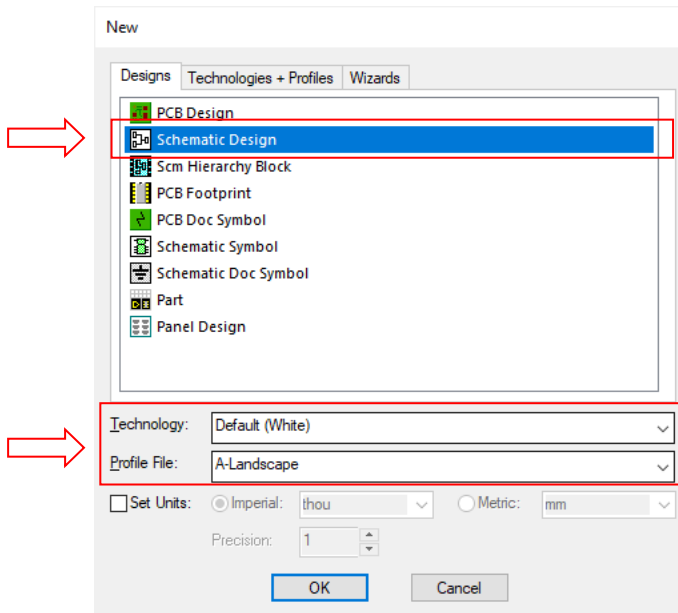 New
Designs Technologies + Profiles Wizards
PCB Design
Schematic Design
Scm Hierarchy Block
PCB Footprint
PCB Doc Symbol
Schematic Symbol
Schematic Doc Symbol
Part
Panel Design
Technology: Default (White)
Profile File: A-Landscape
Set Units: Imperial: thou Metric: mm
Precision: 1
OK Cancel